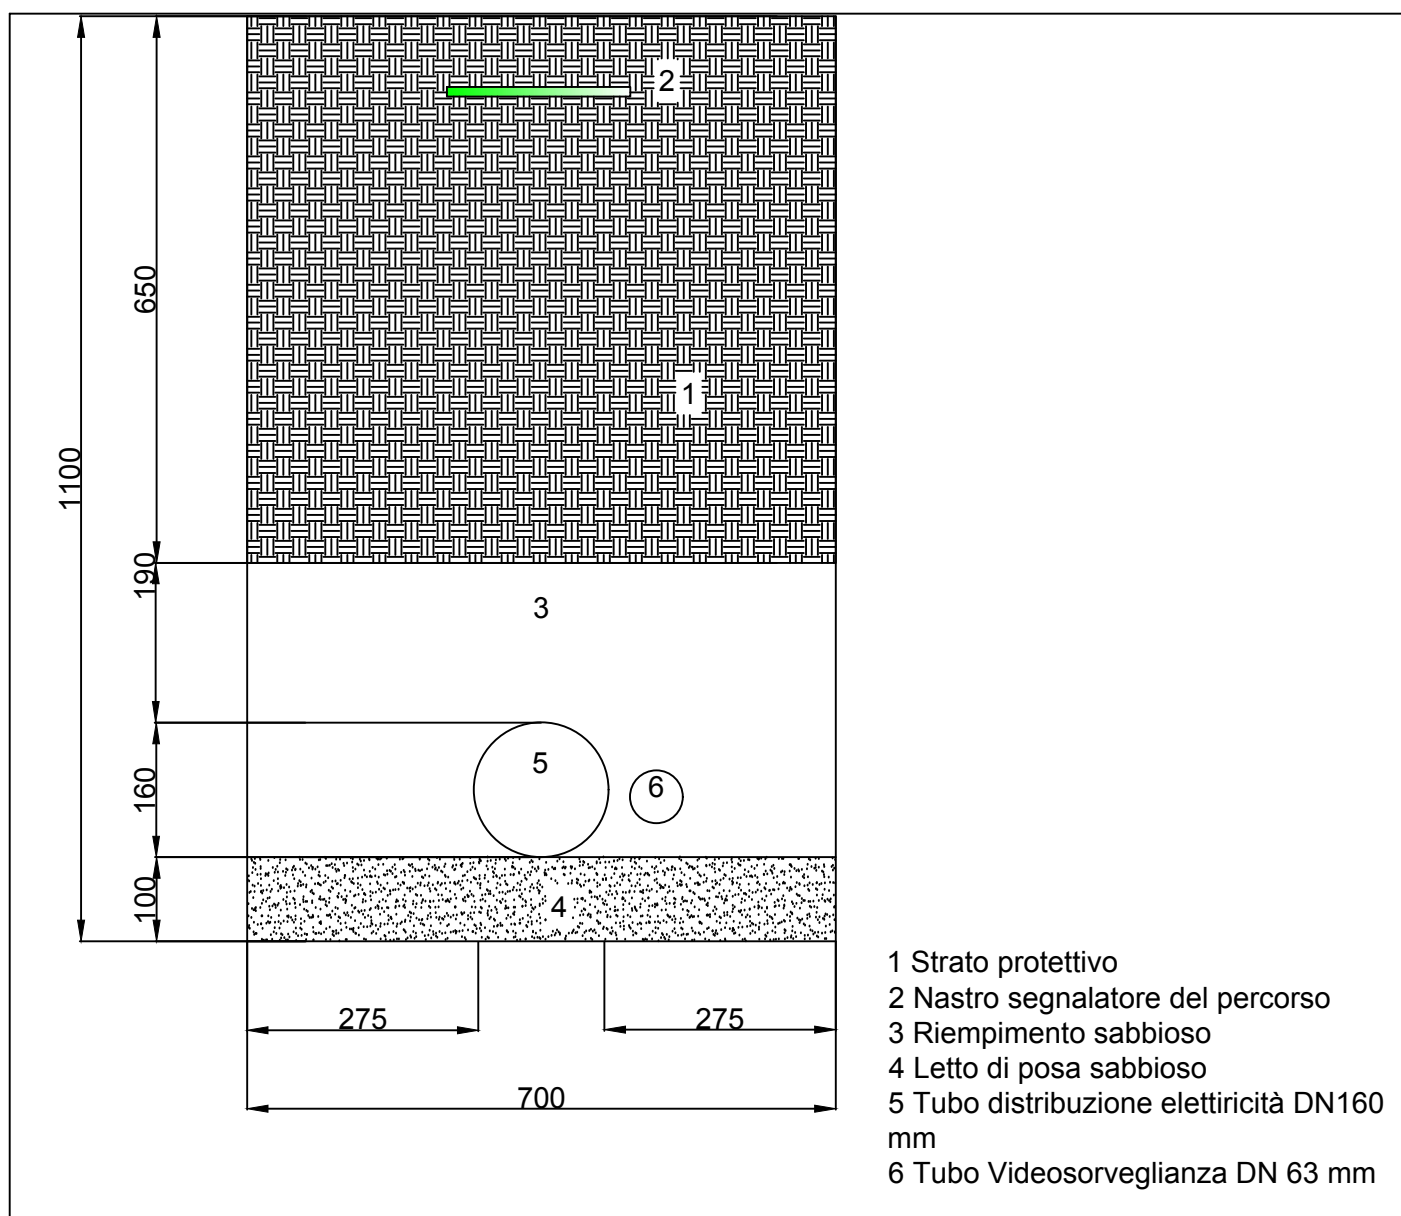 2
650
1
1100
190
3
5
6
160
100
4
275
275
700
1 Strato protettivo
2 Nastro segnalatore del percorso
3 Riempimento sabbioso
4 Letto di posa sabbioso
5 Tubo distribuzione elettiricità DN160
mm
6 Tubo Videosorveglianza DN 63 mm